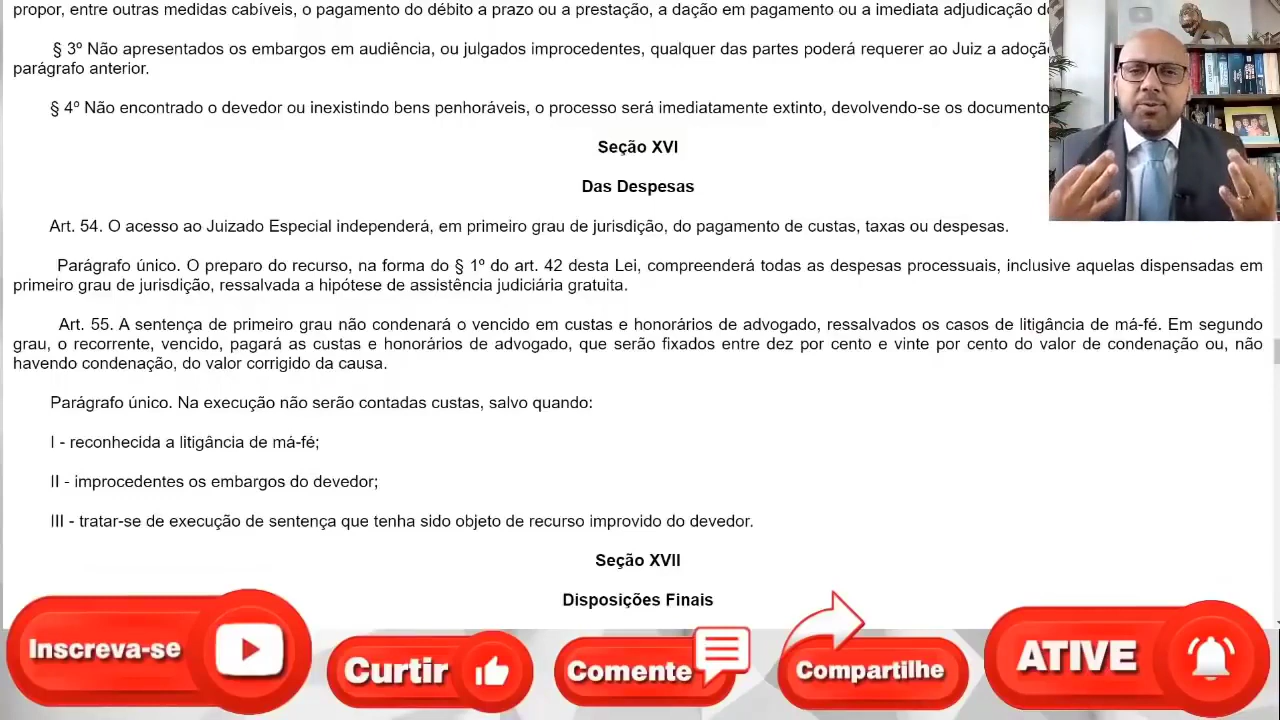 propor, entre outras medidas cabíveis, o pagamento do débito a prazo ou a prestação, a dação em pagamento ou a imediata adjudicação
§ 3º Não apresentados os embargos em audiência, ou julgados improcedentes, qualquer das partes poderá requerer ao Juiz a
parágrafo anterior.
§ 4º Não encontrado o devedor ou inexistindo bens penhoráveis, o processo será imediatamente extinto, devolvendo-se os
Seção XVI
Das Despesas
Art. 54. O acesso ao Juizado Especial independerá, em primeiro grau de jurisdição, do pagamento de custas, taxas ou despesas.
Parágrafo único. O preparo do recurso, na forma do § 1º do art. 42 desta Lei, compreenderá todas as despesas processuais, inclusive aquelas dispensadas em
primeiro grau de jurisdição, ressalvada a hipótese de assistência judiciária gratuita.
Art. 55. A sentença de primeiro grau não condenará o vencido em custas e honorários de advogado, ressalvados os casos de litigância de má-fé. Em segundo
grau, o recorrente, vencido, pagará as custas e honorários de advogado, que serão fixados entre dez por cento e vinte por cento do valor de condenação ou, não
havendo condenação, do valor corrigido da causa.
Parágrafo único. Na execução não serão contadas custas, salvo quando:
I - reconhecida a litigância de má-fé;
II - improcedentes os embargos do devedor;
III - tratar-se de execução de sentença que tenha sido objeto de recurso improvido do devedor.
Seção XVII
Disposições Finais
Inscreva-se
Curtir
Comente
Compartilhe
ATIVE